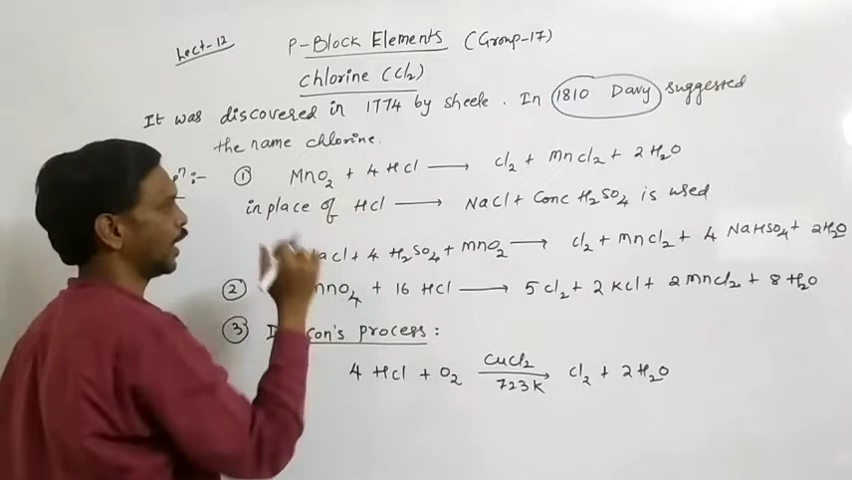 Lect-12
P-Block Elements (Group-17)
Chlorine (Cl₂)
It was discovered in 1774 by sheele. In 1810 Davy suggested
the name chlorine.
① MnO₂ + 4 HCl ⟶ Cl₂ + MnCl₂ + 2 H₂O
in place of HCl ⟶ NaCl + Conc H₂SO₄ is used
+ 4 H₂SO₄ + MnO₂ ⟶ Cl₂ + MnCl₂ + 4 NaHSO₄ + 2H₂O
② + 16 HCl ⟶ 5 Cl₂ + 2 KCl + 2 MnCl₂ + 8 H₂O
③ process:
4 HCl + O₂ CuCl₂ 723K ⟶ Cl₂ + 2 H₂O